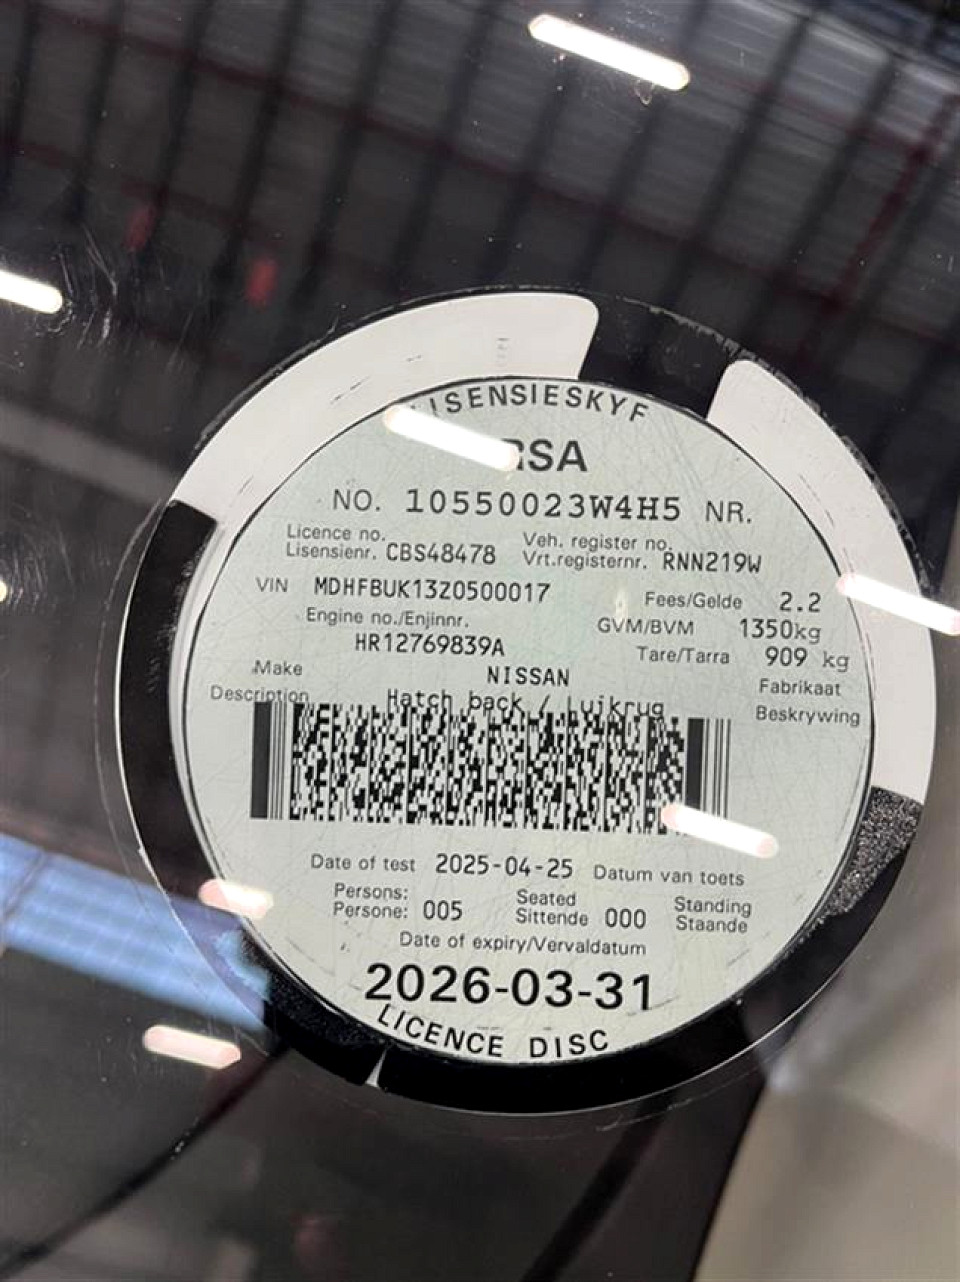 LISENSIESKYF
RSA
NO. 10550023W4H5 NR.
Licence no.
Lisensienr. CBS48478
Veh. register no.
Vrt.registernr. RNN219W
VIN MDHFBUK13Z0500017
Fees/Gelde 2.2
Engine no./Enjinnr.
HR12769839A
GVM/BVM 1350kg
Tare/Tarra 909 kg
Make NISSAN Fabrikaat
Description Hatch back / Luikrug Beskrywing
Date of test 2025-04-25 Datum van toets
Persons:
Persone: 005
Seated
Sittende 000
Standing
Staande
Date of expiry/Vervaldatum
2026-03-31
LICENCE DISC